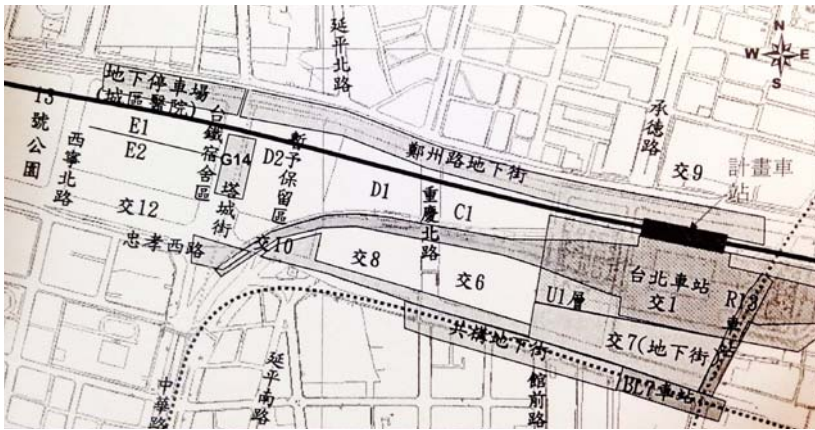 N
W E
S
延平北路
承德路
地下停車場
(城區醫院)
13號公園
西寧北路
E1
E2
台鐵宿舍區
G14
塔城街
D2
暫予保留區
鄭州路地下街
交9
計畫車站
D1
重慶北路
C1
交12
忠孝西路
交10
交8
交6
台北車站
交1
R13車站
U1層
交7(地下街)
共構地下街
BL7車站
中華路
延平南路
館前路